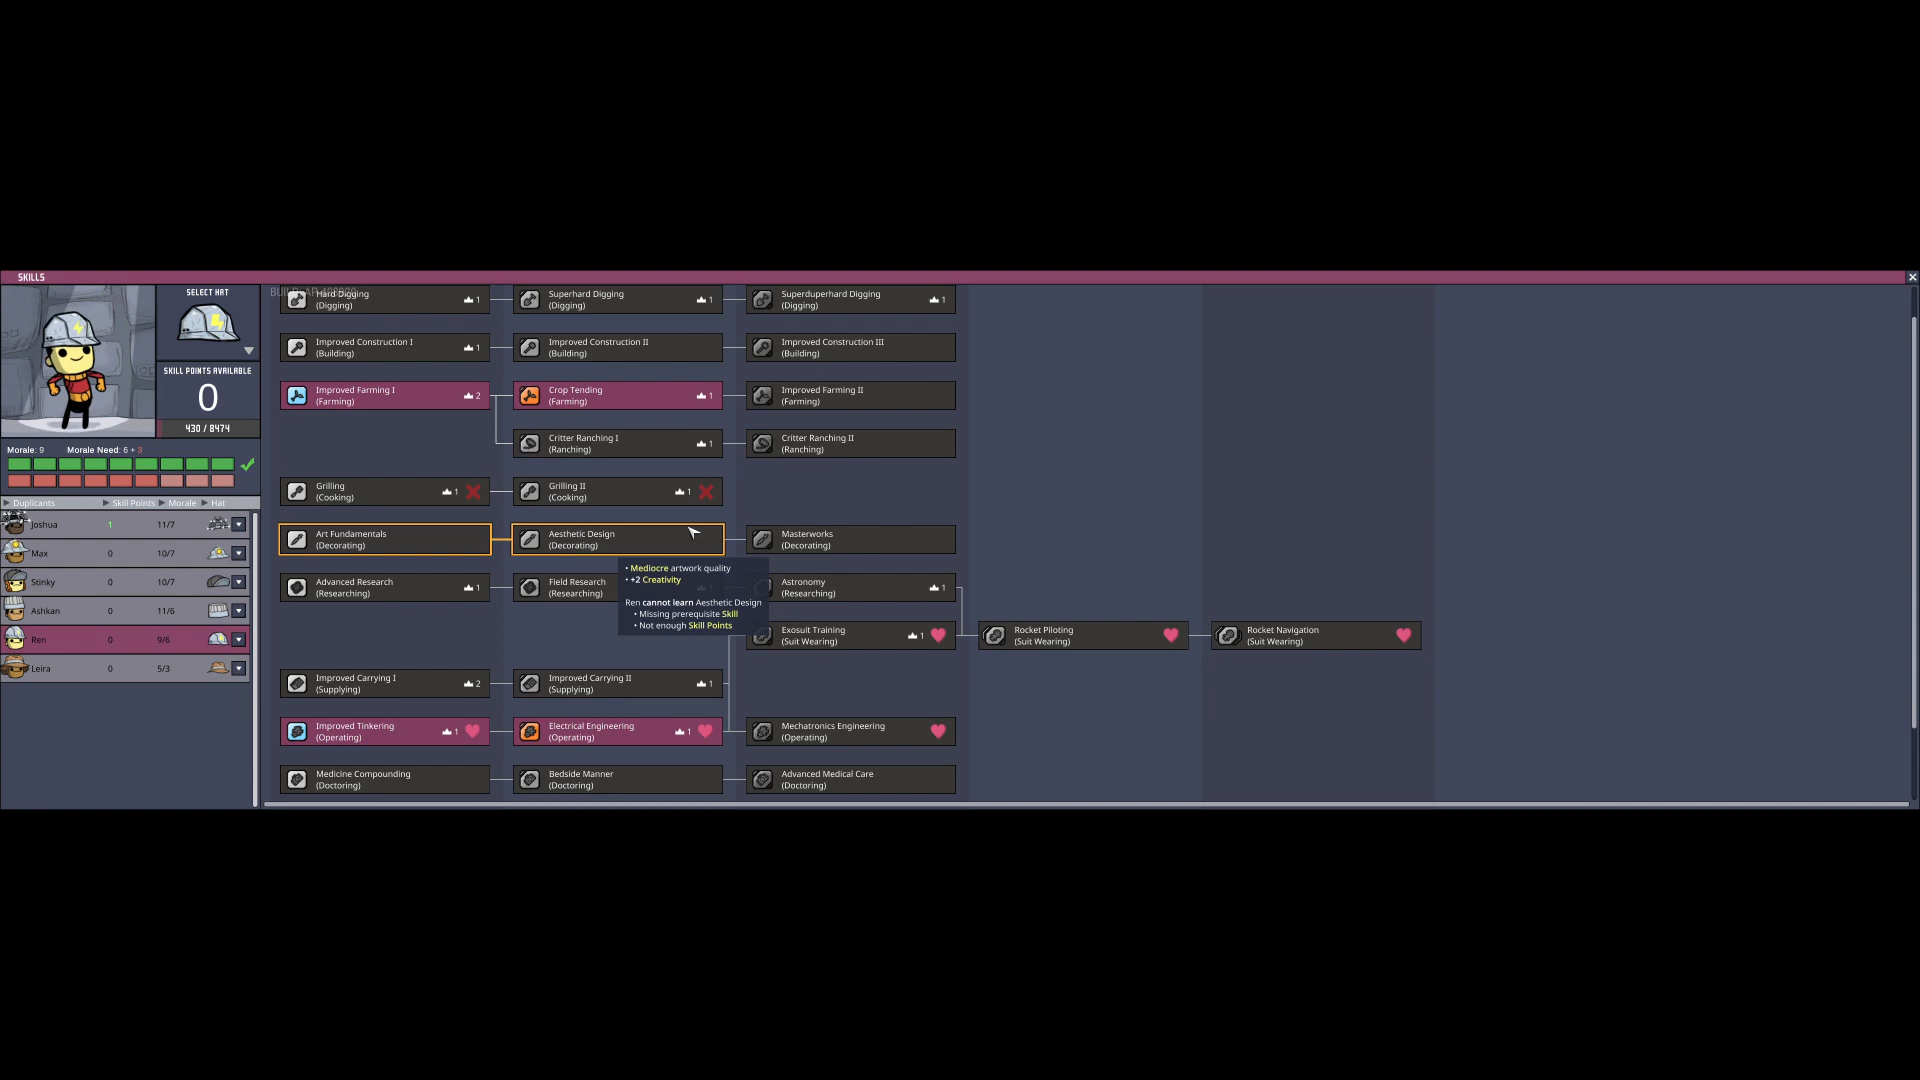 SKILLS
SELECT HAT
SKILL POINTS AVAILABLE
0
430 / 8474
Morale: 9 Morale Need: 6 + 3
Duplicants Skill Points Morale Hat
Joshua 1 11/7
Max 0 10/7
Stinky 0 10/7
Ashkan 0 11/6
Ren 0 9/6
Leira 0 5/3
Hard Digging
(Digging)
1
Superhard Digging
(Digging)
1
Superduperhard Digging
(Digging)
1
Improved Construction I
(Building)
1
Improved Construction II
(Building)
Improved Construction III
(Building)
Improved Farming I
(Farming)
2
Crop Tending
(Farming)
1
Improved Farming II
(Farming)
Critter Ranching I
(Ranching)
1
Critter Ranching II
(Ranching)
Grilling
(Cooking)
1
Grilling II
(Cooking)
1
Art Fundamentals
(Decorating)
Aesthetic Design
(Decorating)
Masterworks
(Decorating)
• Mediocre artwork quality
• +2 Creativity
Ren cannot learn Aesthetic Design
• Missing prerequisite Skill
• Not enough Skill Points
Advanced Research
(Researching)
1
Field Research
(Researching)
Astronomy
(Researching)
1
Exosuit Training
(Suit Wearing)
1
Rocket Piloting
(Suit Wearing)
Rocket Navigation
(Suit Wearing)
Improved Carrying I
(Supplying)
2
Improved Carrying II
(Supplying)
1
Improved Tinkering
(Operating)
1
Electrical Engineering
(Operating)
1
Mechatronics Engineering
(Operating)
Medicine Compounding
(Doctoring)
Bedside Manner
(Doctoring)
Advanced Medical Care
(Doctoring)